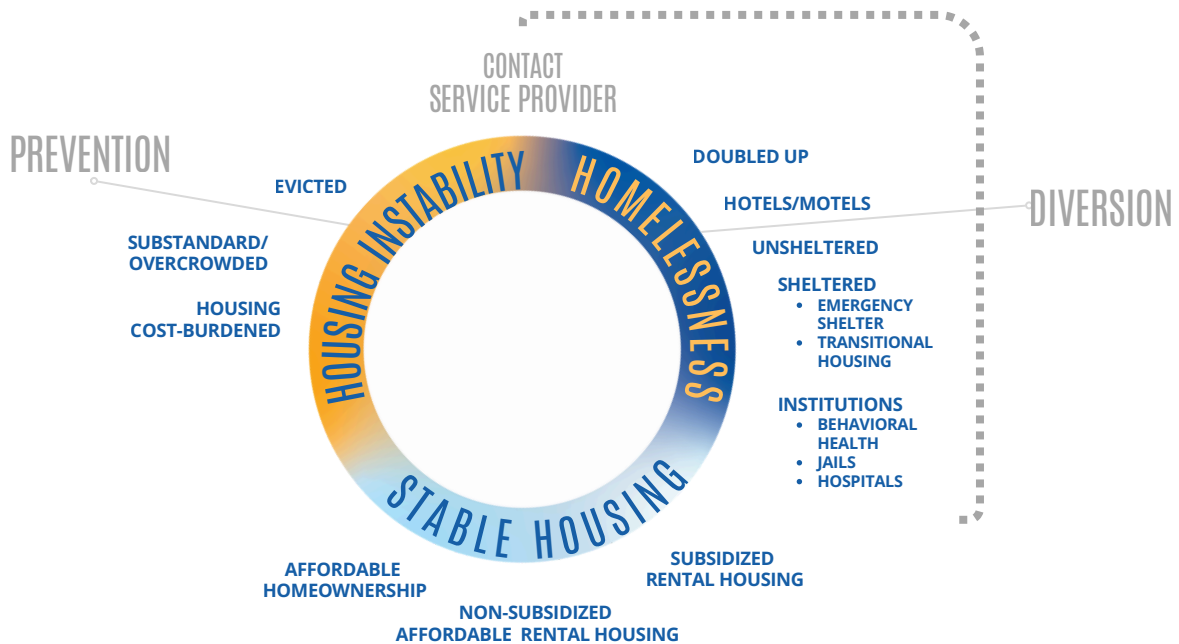 CONTACT
SERVICE PROVIDER
PREVENTION
EVICTED
SUBSTANDARD/
OVERCROWDED
HOUSING
COST-BURDENED
HOUSING INSTABILITY
HOMELESSNESS
STABLE HOUSING
DOUBLED UP
HOTELS/MOTELS
UNSHELTERED
SHELTERED
• EMERGENCY
SHELTER
• TRANSITIONAL
HOUSING
INSTITUTIONS
• BEHAVIORAL
HEALTH
• JAILS
• HOSPITALS
DIVERSION
AFFORDABLE
HOMEOWNERSHIP
NON-SUBSIDIZED
AFFORDABLE RENTAL HOUSING
SUBSIDIZED
RENTAL HOUSING